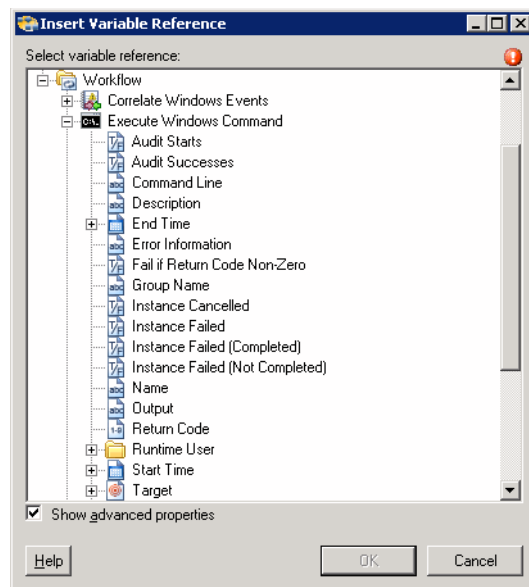 Insert Variable Reference
Select variable reference:
Workflow
Correlate Windows Events
Execute Windows Command
Audit Starts
Audit Successes
Command Line
Description
End Time
Error Information
Fail if Return Code Non-Zero
Group Name
Instance Cancelled
Instance Failed
Instance Failed (Completed)
Instance Failed (Not Completed)
Name
Output
Return Code
Runtime User
Start Time
Target
Show advanced properties
Help
OK
Cancel